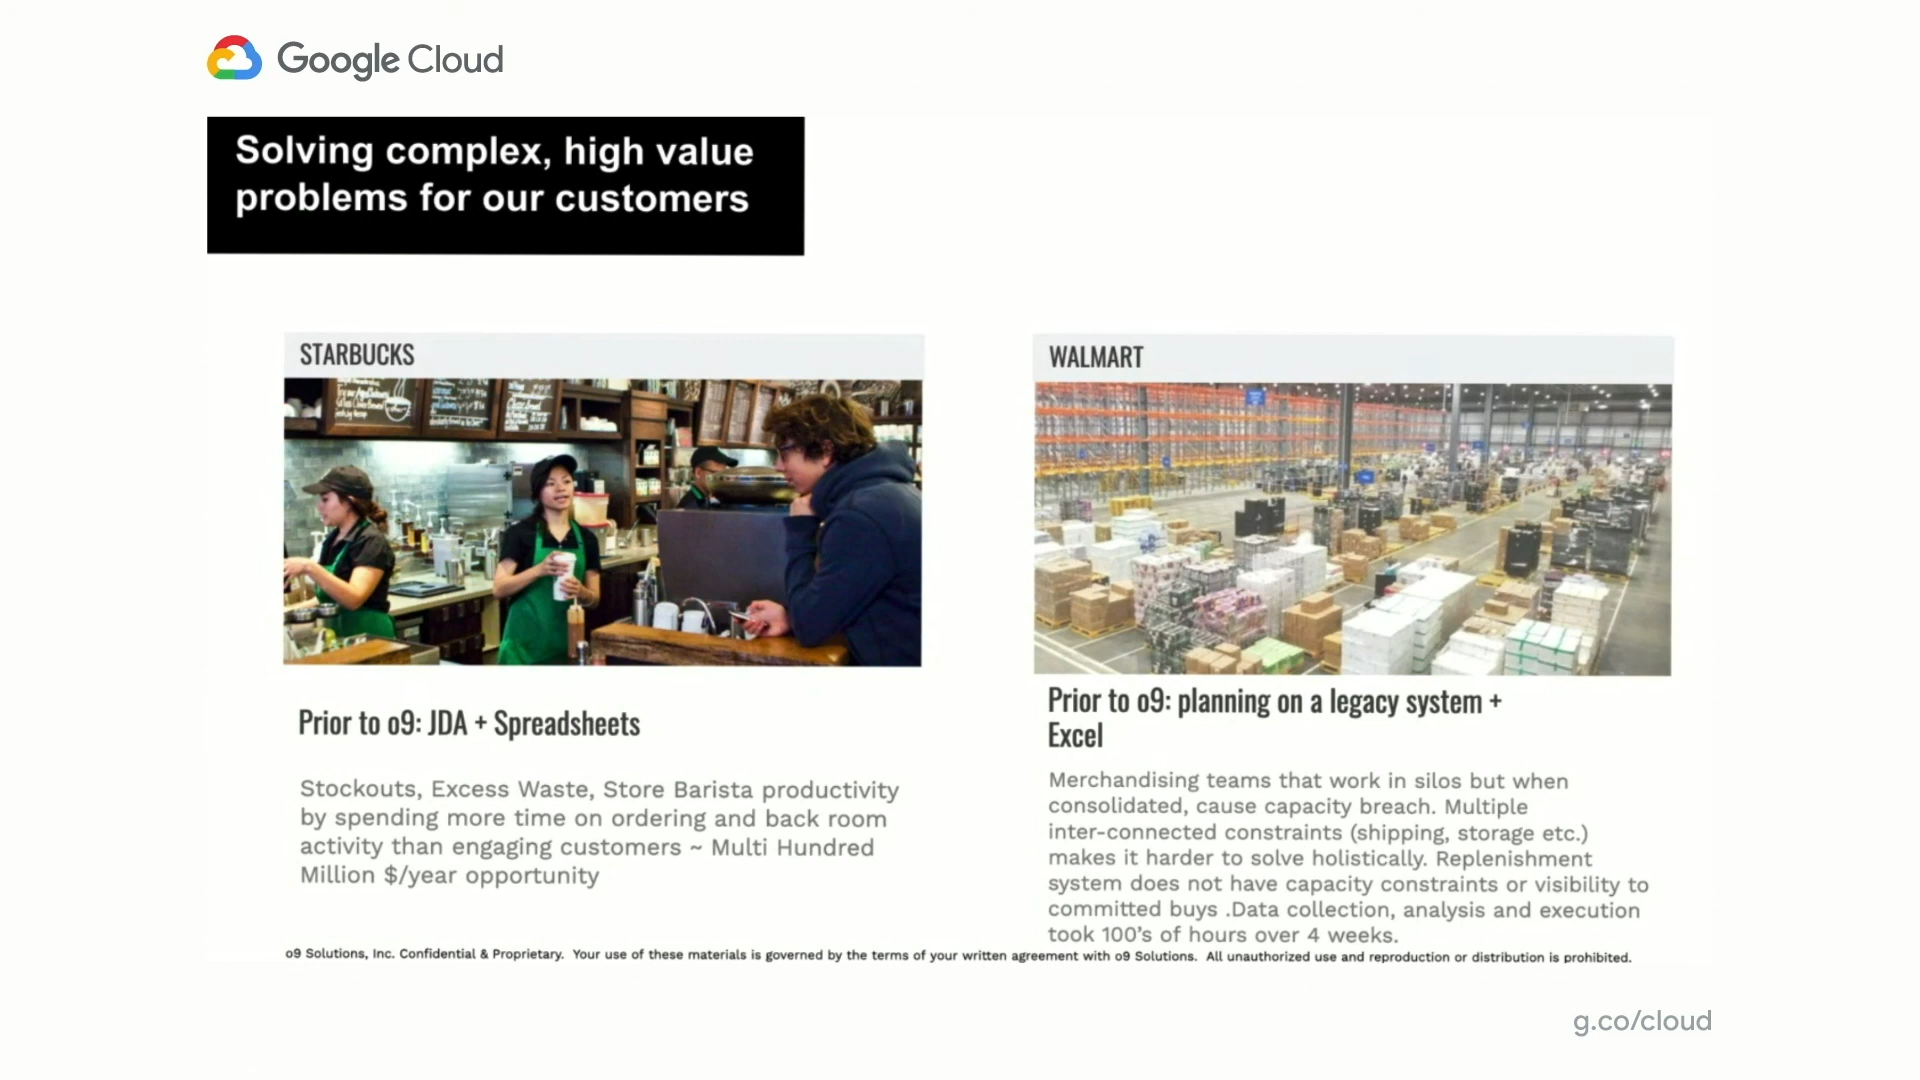 Google Cloud
Solving complex, high value
problems for our customers
STARBUCKS
Prior to o9: JDA + Spreadsheets
Stockouts, Excess Waste, Store Barista productivity
by spending more time on ordering and back room
activity than engaging customers ~ Multi Hundred
Million $/year opportunity
WALMART
Prior to o9: planning on a legacy system +
Excel
Merchandising teams that work in silos but when
consolidated, cause capacity breach. Multiple
inter-connected constraints (shipping, storage etc.)
makes it harder to solve holistically. Replenishment
system does not have capacity constraints or visibility to
committed buys .Data collection, analysis and execution
took 100’s of hours over 4 weeks.
o9 Solutions, Inc. Confidential & Proprietary. Your use of these materials is governed by the terms of your written agreement with o9 Solutions. All unauthorized use and reproduction or distribution is prohibited.
g.co/cloud